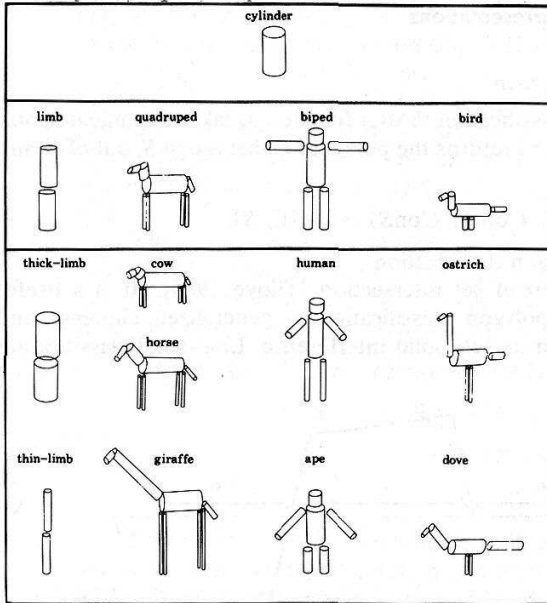 cylinder
limb quadruped biped bird
thick-limb cow human ostrich
horse
thin-limb giraffe ape dove